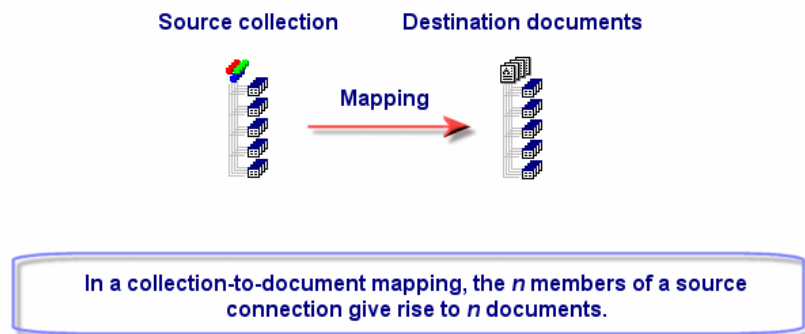 Source collection Destination documents
Mapping
In a collection-to-document mapping, the n members of a source
connection give rise to n documents.